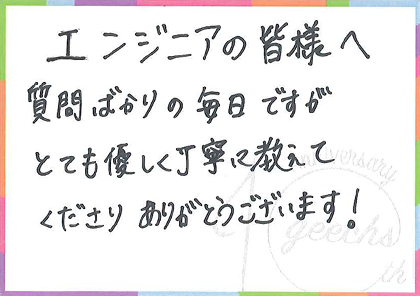 エンジニアの皆様へ
質問ばかりの毎日ですが
とても優しく丁寧に教えて
くださり ありがとうございます!
10
th
anniversary
geechs